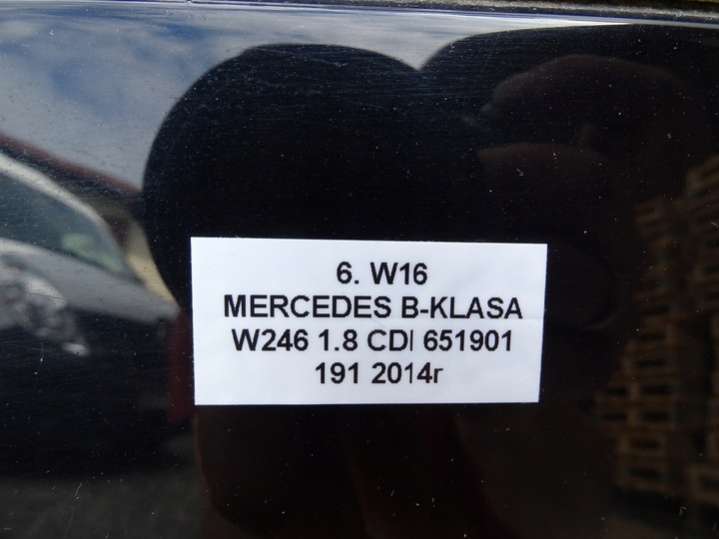 6. W16
MERCEDES B-KLASA
W246 1.8 CDI 651901
191 2014r